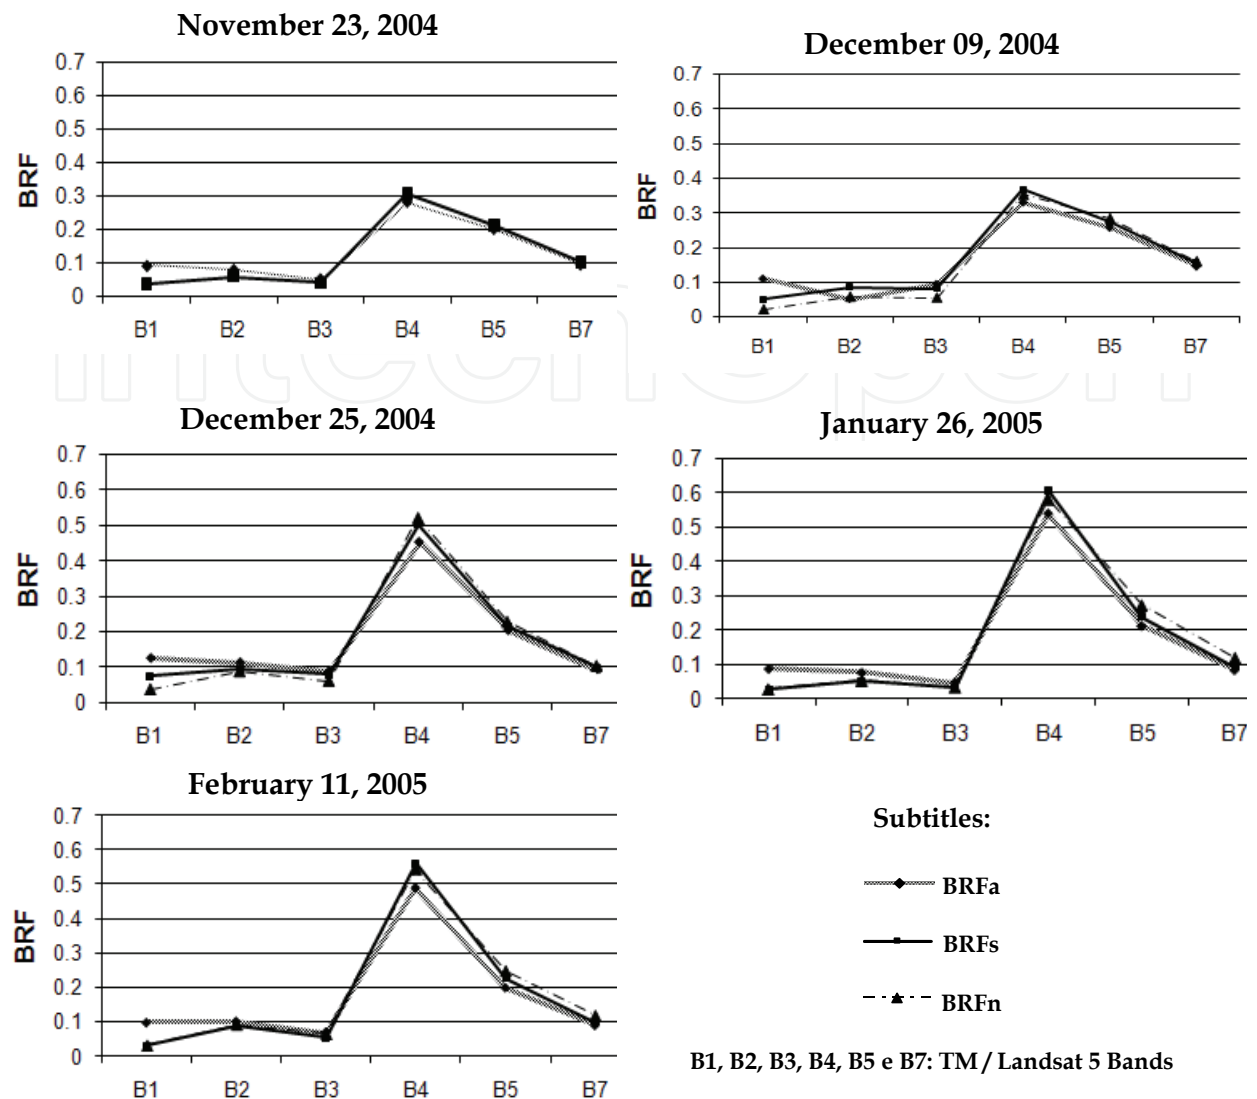 November 23, 2004
0.7
0.6
0.5
0.4
0.3
0.2
0.1
0
BRF
B1 B2 B3 B4 B5 B7
December 09, 2004
0.7
0.6
0.5
0.4
0.3
0.2
0.1
0
BRF
B1 B2 B3 B4 B5 B7
December 25, 2004
0.7
0.6
0.5
0.4
0.3
0.2
0.1
0
BRF
B1 B2 B3 B4 B5 B7
January 26, 2005
0.7
0.6
0.5
0.4
0.3
0.2
0.1
0
BRF
B1 B2 B3 B4 B5 B7
February 11, 2005
0.7
0.6
0.5
0.4
0.3
0.2
0.1
0
BRF
B1 B2 B3 B4 B5 B7
Subtitles:
BRFa
BRFs
BRFn
B1, B2, B3, B4, B5 e B7: TM / Landsat 5 Bands
intechopen